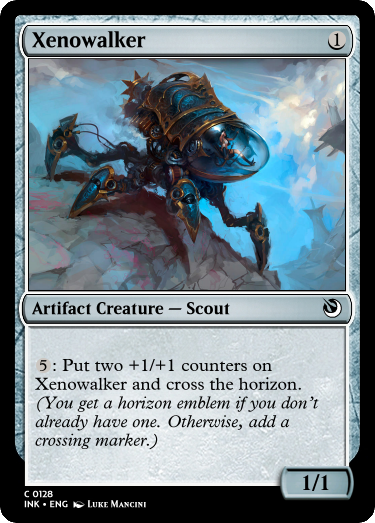 Xenowalker 1
Artifact Creature — Scout
5: Put two +1/+1 counters on
Xenowalker and cross the horizon.
(You get a horizon emblem if you don't
already have one. Otherwise, add a
crossing marker.)
1/1
C 0128
INK • ENG Luke Mancini